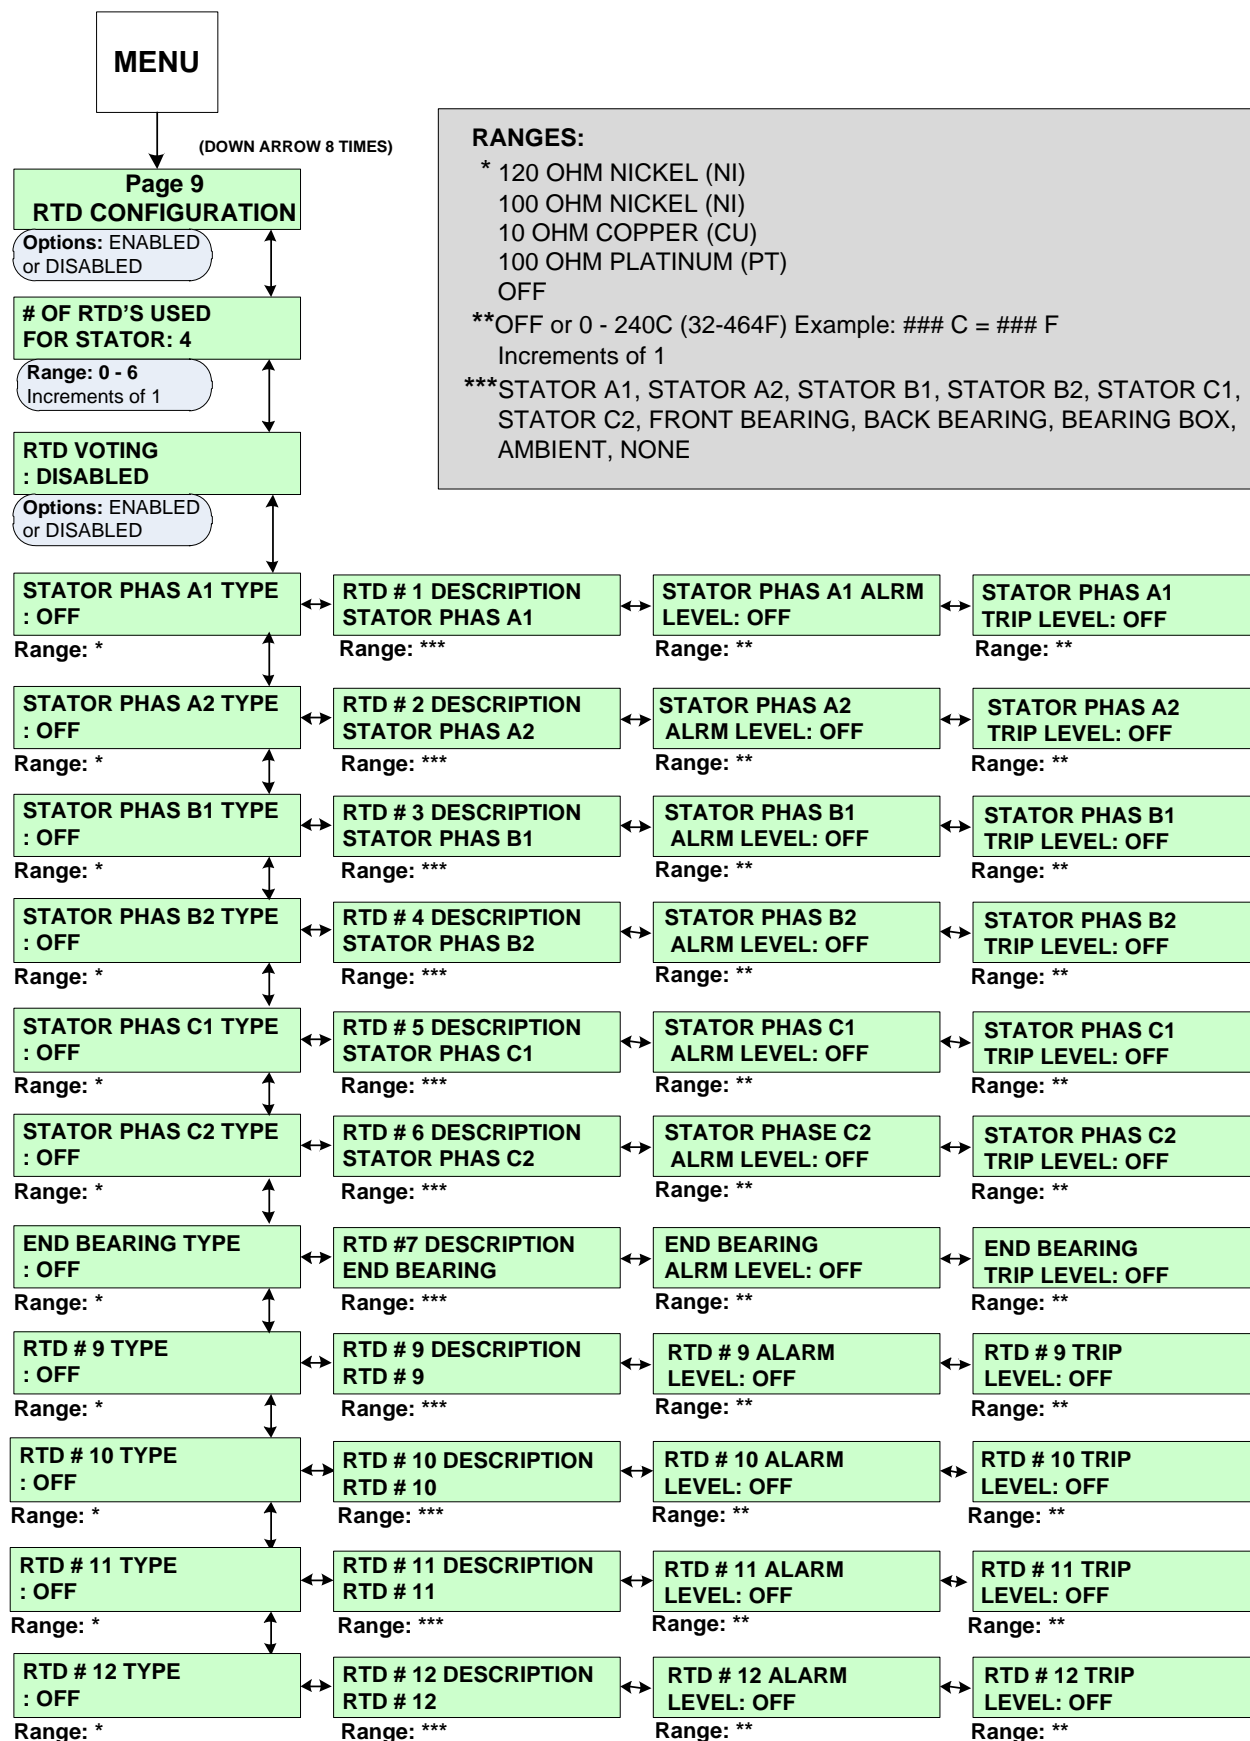 MENU
(DOWN ARROW 8 TIMES)
Page 9
RTD CONFIGURATION
Options: ENABLED
or DISABLED
# OF RTD'S USED
FOR STATOR: 4
Range: 0 - 6
Increments of 1
RTD VOTING
: DISABLED
Options: ENABLED
or DISABLED
RANGES:
* 120 OHM NICKEL (NI)
100 OHM NICKEL (NI)
10 OHM COPPER (CU)
100 OHM PLATINUM (PT)
OFF
**OFF or 0 - 240C (32-464F) Example: ### C = ### F
Increments of 1
***STATOR A1, STATOR A2, STATOR B1, STATOR B2, STATOR C1,
STATOR C2, FRONT BEARING, BACK BEARING, BEARING BOX,
AMBIENT, NONE
STATOR PHAS A1 TYPE
: OFF
Range: *
RTD # 1 DESCRIPTION
STATOR PHAS A1
Range: ***
STATOR PHAS A1 ALRM
LEVEL: OFF
Range: **
STATOR PHAS A1
TRIP LEVEL: OFF
Range: **
STATOR PHAS A2 TYPE
: OFF
Range: *
RTD # 2 DESCRIPTION
STATOR PHAS A2
Range: ***
STATOR PHAS A2
ALRM LEVEL: OFF
Range: **
STATOR PHAS A2
TRIP LEVEL: OFF
Range: **
STATOR PHAS B1 TYPE
: OFF
Range: *
RTD # 3 DESCRIPTION
STATOR PHAS B1
Range: ***
STATOR PHAS B1
ALRM LEVEL: OFF
Range: **
STATOR PHAS B1
TRIP LEVEL: OFF
Range: **
STATOR PHAS B2 TYPE
: OFF
Range: *
RTD # 4 DESCRIPTION
STATOR PHAS B2
Range: ***
STATOR PHAS B2
ALRM LEVEL: OFF
Range: **
STATOR PHAS B2
TRIP LEVEL: OFF
Range: **
STATOR PHAS C1 TYPE
: OFF
Range: *
RTD # 5 DESCRIPTION
STATOR PHAS C1
Range: ***
STATOR PHAS C1
ALRM LEVEL: OFF
Range: **
STATOR PHAS C1
TRIP LEVEL: OFF
Range: **
STATOR PHAS C2 TYPE
: OFF
Range: *
RTD # 6 DESCRIPTION
STATOR PHAS C2
Range: ***
STATOR PHASE C2
ALRM LEVEL: OFF
Range: **
STATOR PHAS C2
TRIP LEVEL: OFF
Range: **
END BEARING TYPE
: OFF
Range: *
RTD #7 DESCRIPTION
END BEARING
Range: ***
END BEARING
ALRM LEVEL: OFF
Range: **
END BEARING
TRIP LEVEL: OFF
Range: **
RTD # 9 TYPE
: OFF
Range: *
RTD # 9 DESCRIPTION
RTD # 9
Range: ***
RTD # 9 ALARM
LEVEL: OFF
Range: **
RTD # 9 TRIP
LEVEL: OFF
Range: **
RTD # 10 TYPE
: OFF
Range: *
RTD # 10 DESCRIPTION
RTD # 10
Range: ***
RTD # 10 ALARM
LEVEL: OFF
Range: **
RTD # 10 TRIP
LEVEL: OFF
Range: **
RTD # 11 TYPE
: OFF
Range: *
RTD # 11 DESCRIPTION
RTD # 11
Range: ***
RTD # 11 ALARM
LEVEL: OFF
Range: **
RTD # 11 TRIP
LEVEL: OFF
Range: **
RTD # 12 TYPE
: OFF
Range: *
RTD # 12 DESCRIPTION
RTD # 12
Range: ***
RTD # 12 ALARM
LEVEL: OFF
Range: **
RTD # 12 TRIP
LEVEL: OFF
Range: **